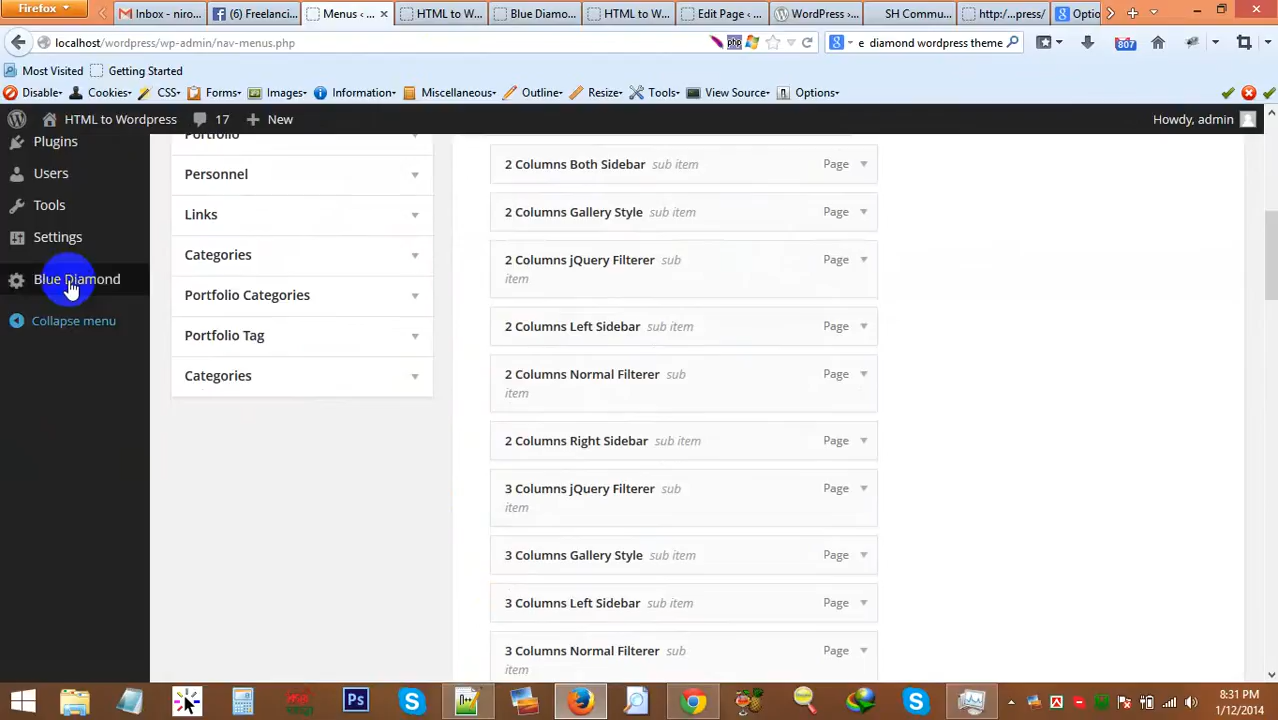 Firefox
Inbox - niro...
(6) Freelanci...
Menus ‹ ...
HTML to W...
Blue Diamo...
HTML to W...
Edit Page ‹ ...
WordPress ›...
SH Commu...
http:/...press/
Optio
localhost/wordpress/wp-admin/nav-menus.php
e diamond wordpress theme
807
Most Visited
Getting Started
Disable
Cookies
CSS
Forms
Images
Information
Miscellaneous
Outline
Resize
Tools
View Source
Options
HTML to Wordpress
17
New
Howdy, admin
Plugins
Users
Tools
Settings
Blue Diamond
Collapse menu
Portfolio
Personnel
Links
Categories
Portfolio Categories
Portfolio Tag
Categories
2 Columns Both Sidebar sub item Page
2 Columns Gallery Style sub item Page
2 Columns jQuery Filterer sub Page
item
2 Columns Left Sidebar sub item Page
2 Columns Normal Filterer sub Page
item
2 Columns Right Sidebar sub item Page
3 Columns jQuery Filterer sub Page
item
3 Columns Gallery Style sub item Page
3 Columns Left Sidebar sub item Page
3 Columns Normal Filterer sub Page
item
8:31 PM
1/12/2014